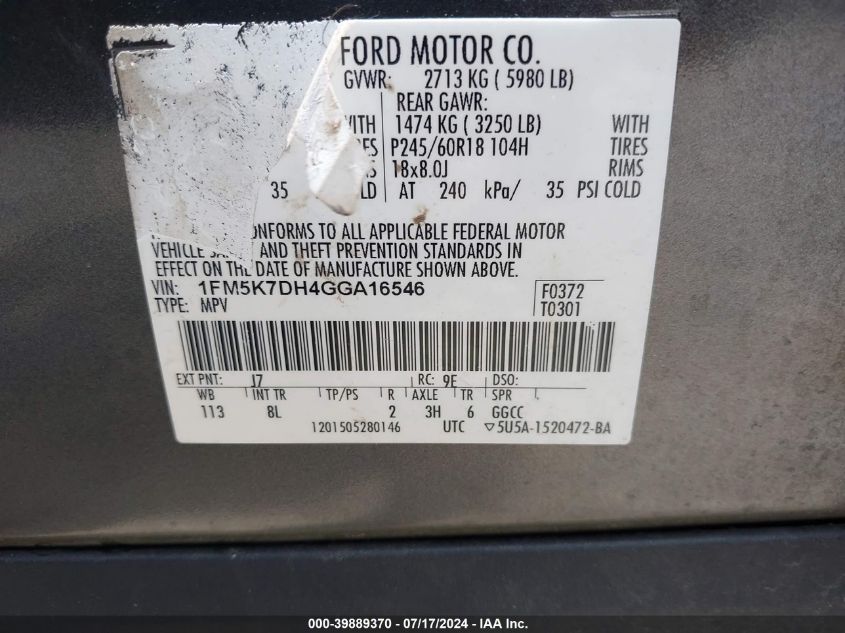 FORD MOTOR CO.
GVWR: 2713 KG ( 5980 LB)
REAR GAWR:
WITH 1474 KG ( 3250 LB) WITH
P245/60R18 104H TIRES
18x8.0J RIMS
35 AT 240 kPa/ 35 PSI COLD
CONFORMS TO ALL APPLICABLE FEDERAL MOTOR
VEHICLE AND THEFT PREVENTION STANDARDS IN
EFFECT ON THE DATE OF MANUFACTURE SHOWN ABOVE.
VIN: 1FM5K7DH4GGA16546 F0372
TYPE: MPV T0301
EXT PNT: J7 RC: 9E DSO:
WB INT TR TP/PS R AXLE TR SPR
113 8L 2 3H 6 GGCC
1201505280146 UTC ▽5U5A-1520472-BA
000-39889370 / 07/17/2024 - IAA Inc.